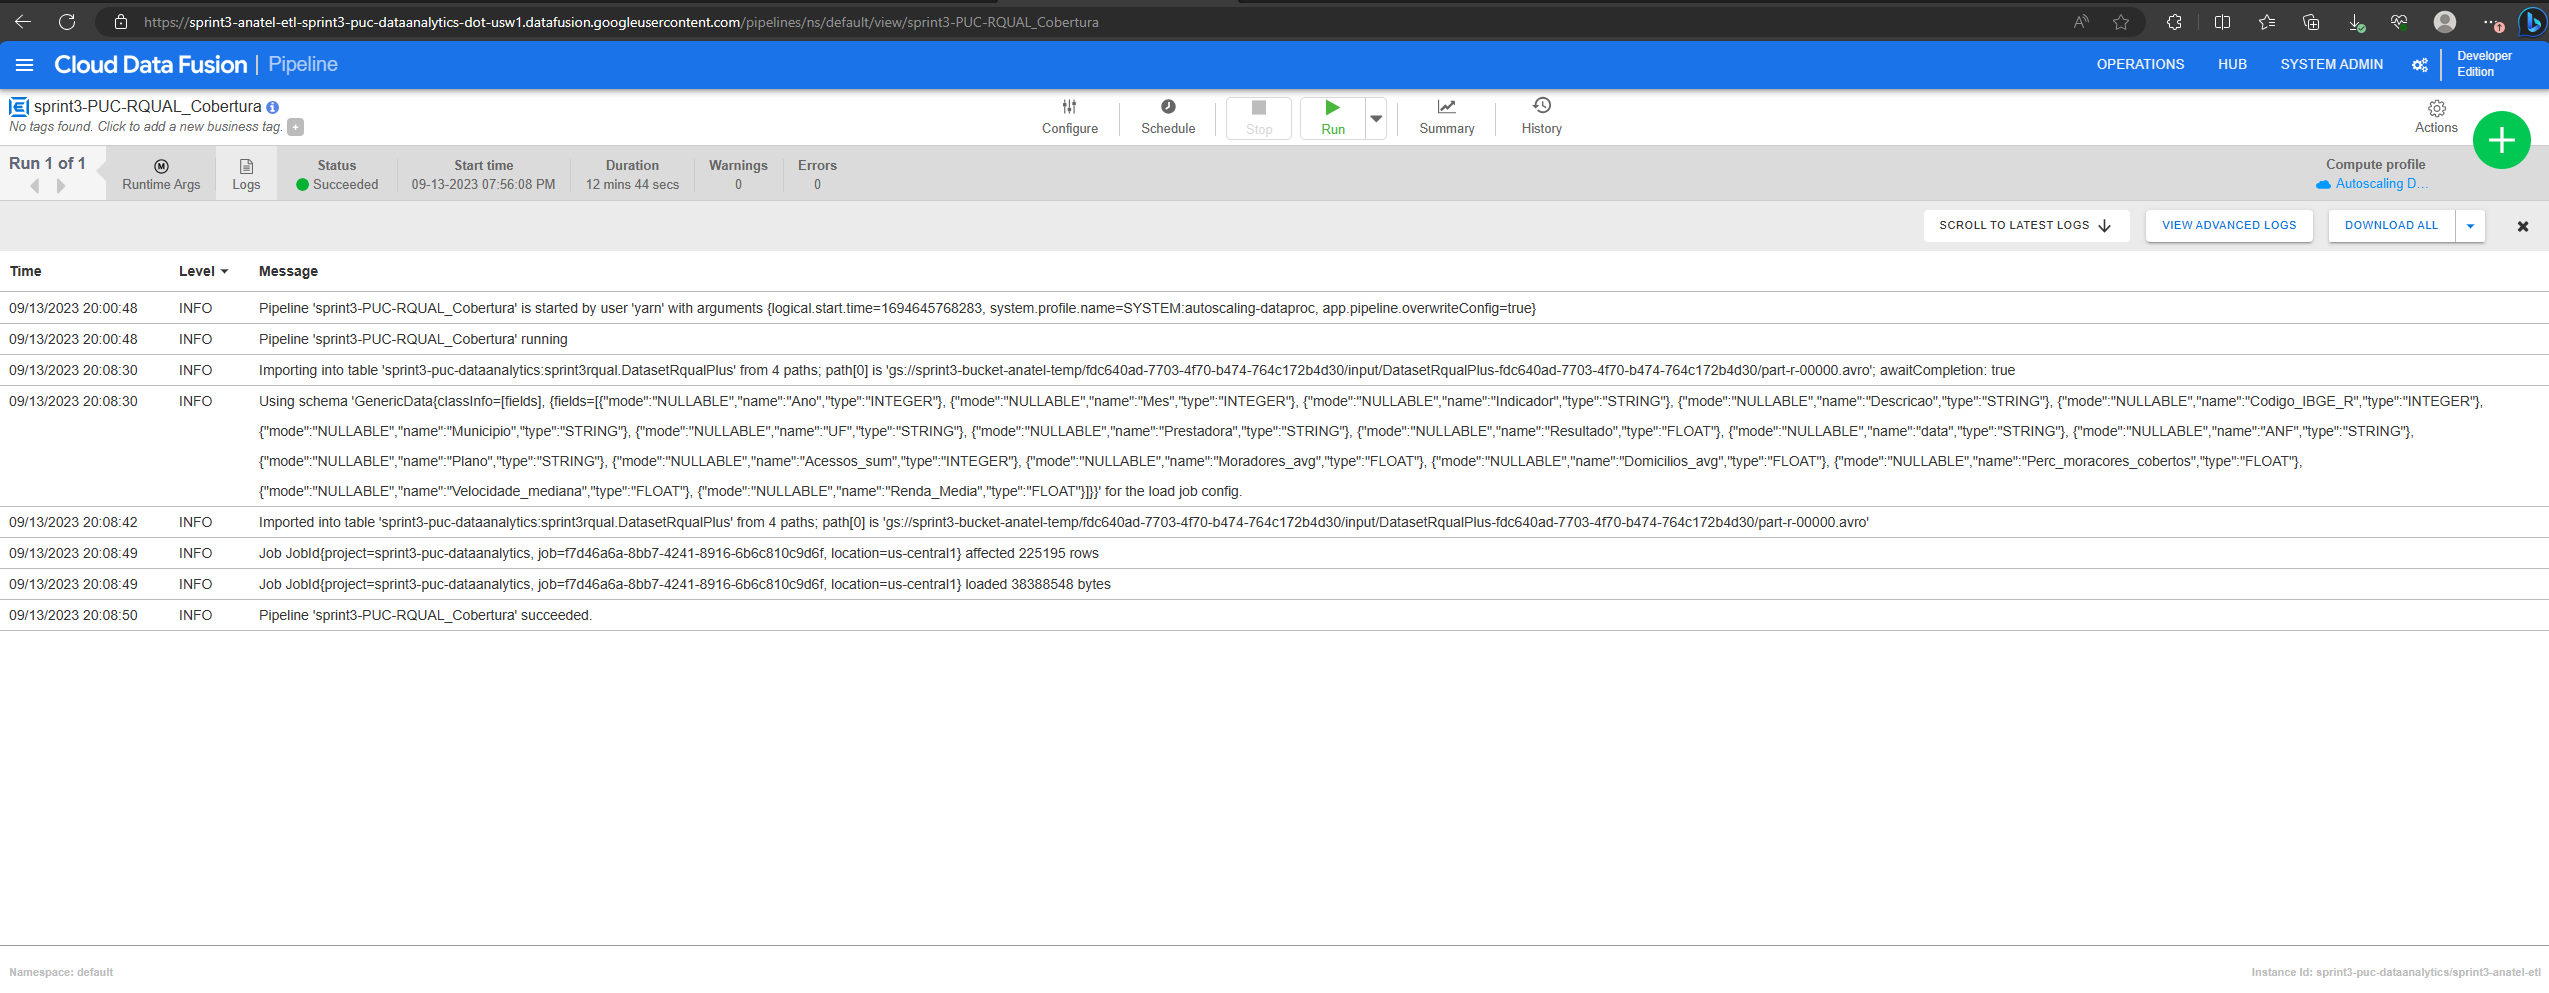 https://sprint3-anatel-etl-sprint3-puc-dataanalytics-dot-usw1.datafusion.googleusercontent.com/pipelines/ns/default/view/sprint3-PUC-RQUAL_Cobertura
Cloud Data Fusion | Pipeline
OPERATIONS HUB SYSTEM ADMIN Developer Edition
sprint3-PUC-RQUAL_Cobertura
No tags found. Click to add a new business tag. +
Configure Schedule Stop Run Summary History Actions
Run 1 of 1
Runtime Args
Logs
Status
Succeeded
Start time
09-13-2023 07:56:08 PM
Duration
12 mins 44 secs
Warnings
0
Errors
0
Compute profile
Autoscaling D...
SCROLL TO LATEST LOGS VIEW ADVANCED LOGS DOWNLOAD ALL
Time Level Message
09/13/2023 20:00:48 INFO Pipeline 'sprint3-PUC-RQUAL_Cobertura' is started by user 'yarn' with arguments {logical.start.time=1694645768283, system.profile.name=SYSTEM:autoscaling-dataproc, app.pipeline.overwriteConfig=true}
09/13/2023 20:00:48 INFO Pipeline 'sprint3-PUC-RQUAL_Cobertura' running
09/13/2023 20:08:30 INFO Importing into table 'sprint3-puc-dataanalytics:sprint3rqual.DatasetRqualPlus' from 4 paths; path[0] is 'gs://sprint3-bucket-anatel-temp/fdc640ad-7703-4f70-b474-764c172b4d30/input/DatasetRqualPlus-fdc640ad-7703-4f70-b474-764c172b4d30/part-r-00000.avro'; awaitCompletion: true
09/13/2023 20:08:30 INFO Using schema 'GenericData{classInfo=[fields], {fields=[{"mode":"NULLABLE","name":"Ano","type":"INTEGER"}, {"mode":"NULLABLE","name":"Mes","type":"INTEGER"}, {"mode":"NULLABLE","name":"Indicador","type":"STRING"}, {"mode":"NULLABLE","name":"Descricao","type":"STRING"}, {"mode":"NULLABLE","name":"Codigo_IBGE_R","type":"INTEGER"},
{"mode":"NULLABLE","name":"Municipio","type":"STRING"}, {"mode":"NULLABLE","name":"UF","type":"STRING"}, {"mode":"NULLABLE","name":"Prestadora","type":"STRING"}, {"mode":"NULLABLE","name":"Resultado","type":"FLOAT"}, {"mode":"NULLABLE","name":"data","type":"STRING"}, {"mode":"NULLABLE","name":"ANF","type":"STRING"},
{"mode":"NULLABLE","name":"Plano","type":"STRING"}, {"mode":"NULLABLE","name":"Acessos_sum","type":"INTEGER"}, {"mode":"NULLABLE","name":"Moradores_avg","type":"FLOAT"}, {"mode":"NULLABLE","name":"Domicilios_avg","type":"FLOAT"}, {"mode":"NULLABLE","name":"Perc_moracores_cobertos","type":"FLOAT"},
{"mode":"NULLABLE","name":"Velocidade_mediana","type":"FLOAT"}, {"mode":"NULLABLE","name":"Renda_Media","type":"FLOAT"}]}}' for the load job config.
09/13/2023 20:08:42 INFO Imported into table 'sprint3-puc-dataanalytics:sprint3rqual.DatasetRqualPlus' from 4 paths; path[0] is 'gs://sprint3-bucket-anatel-temp/fdc640ad-7703-4f70-b474-764c172b4d30/input/DatasetRqualPlus-fdc640ad-7703-4f70-b474-764c172b4d30/part-r-00000.avro'
09/13/2023 20:08:49 INFO Job JobId{project=sprint3-puc-dataanalytics, job=f7d46a6a-8bb7-4241-8916-6b6c810c9d6f, location=us-central1} affected 225195 rows
09/13/2023 20:08:49 INFO Job JobId{project=sprint3-puc-dataanalytics, job=f7d46a6a-8bb7-4241-8916-6b6c810c9d6f, location=us-central1} loaded 38388548 bytes
09/13/2023 20:08:50 INFO Pipeline 'sprint3-PUC-RQUAL_Cobertura' succeeded.
Namespace: default
Instance Id: sprint3-puc-dataanalytics/sprint3-anatel-etl